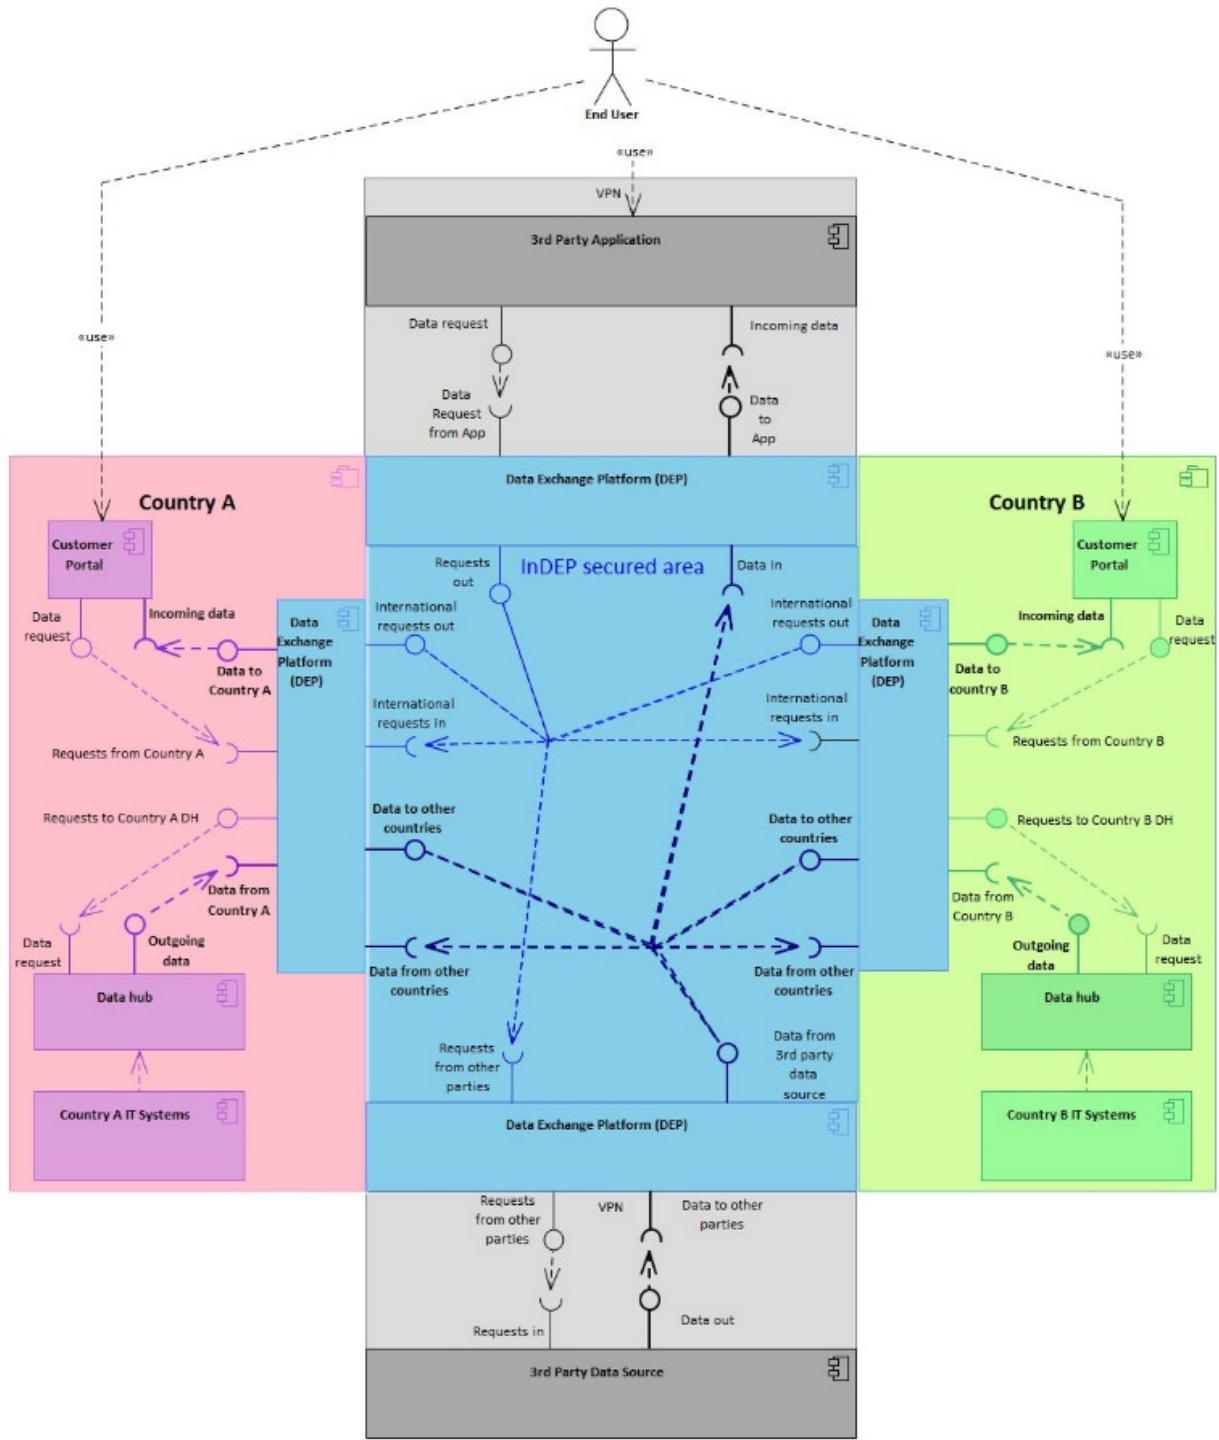 End User
«use»
VPN
3rd Party Application
Data request
Incoming data
«use»
«use»
Data
Request
from App
Data
to
App
Country A
Data Exchange Platform (DEP)
Country B
Customer
Portal
Customer
Portal
Requests
out
InDEP secured area
Data in
Data
request
Incoming data
Data
Exchange
Platform
(DEP)
International
requests out
International
requests out
Data
Exchange
Platform
(DEP)
Incoming data
Data
request
Data to
Country A
Data to
country B
International
requests in
International
requests in
Requests from Country A
Requests from Country B
Requests to Country A DH
Data to other
countries
Data to other
countries
Requests to Country B DH
Data from
Country A
Data from
Country B
Data
request
Outgoing
data
Data from other
countries
Data from other
countries
Outgoing
data
Data
request
Data hub
Data hub
Requests
from other
parties
Data from
3rd party
data
source
Country A IT Systems
Data Exchange Platform (DEP)
Country B IT Systems
Requests
from other
parties
VPN
Data to other
parties
Requests in
Data out
3rd Party Data Source